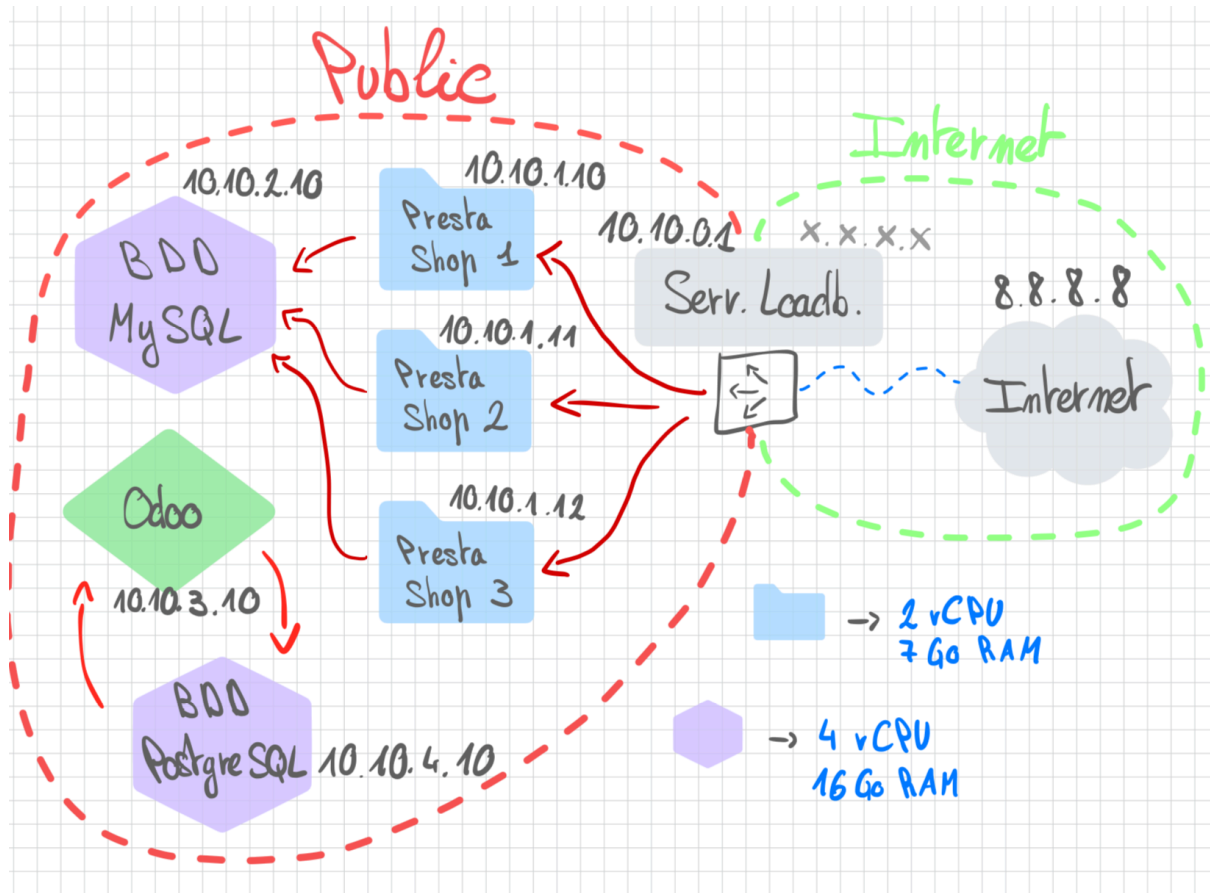 Public
Internet
10.10.2.10
BDD
MySQL
10.10.1.10
Presta
Shop 1
10.10.0.1
X.X.X.X
Serv. Loadb.
8.8.8.8
Internet
10.10.1.11
Presta
Shop 2
10.10.1.12
Presta
Shop 3
Odoo
10.10.3.10
BDD
PostgreSQL
10.10.4.10
→ 2 vCPU
7 Go RAM
→ 4 vCPU
16 Go RAM